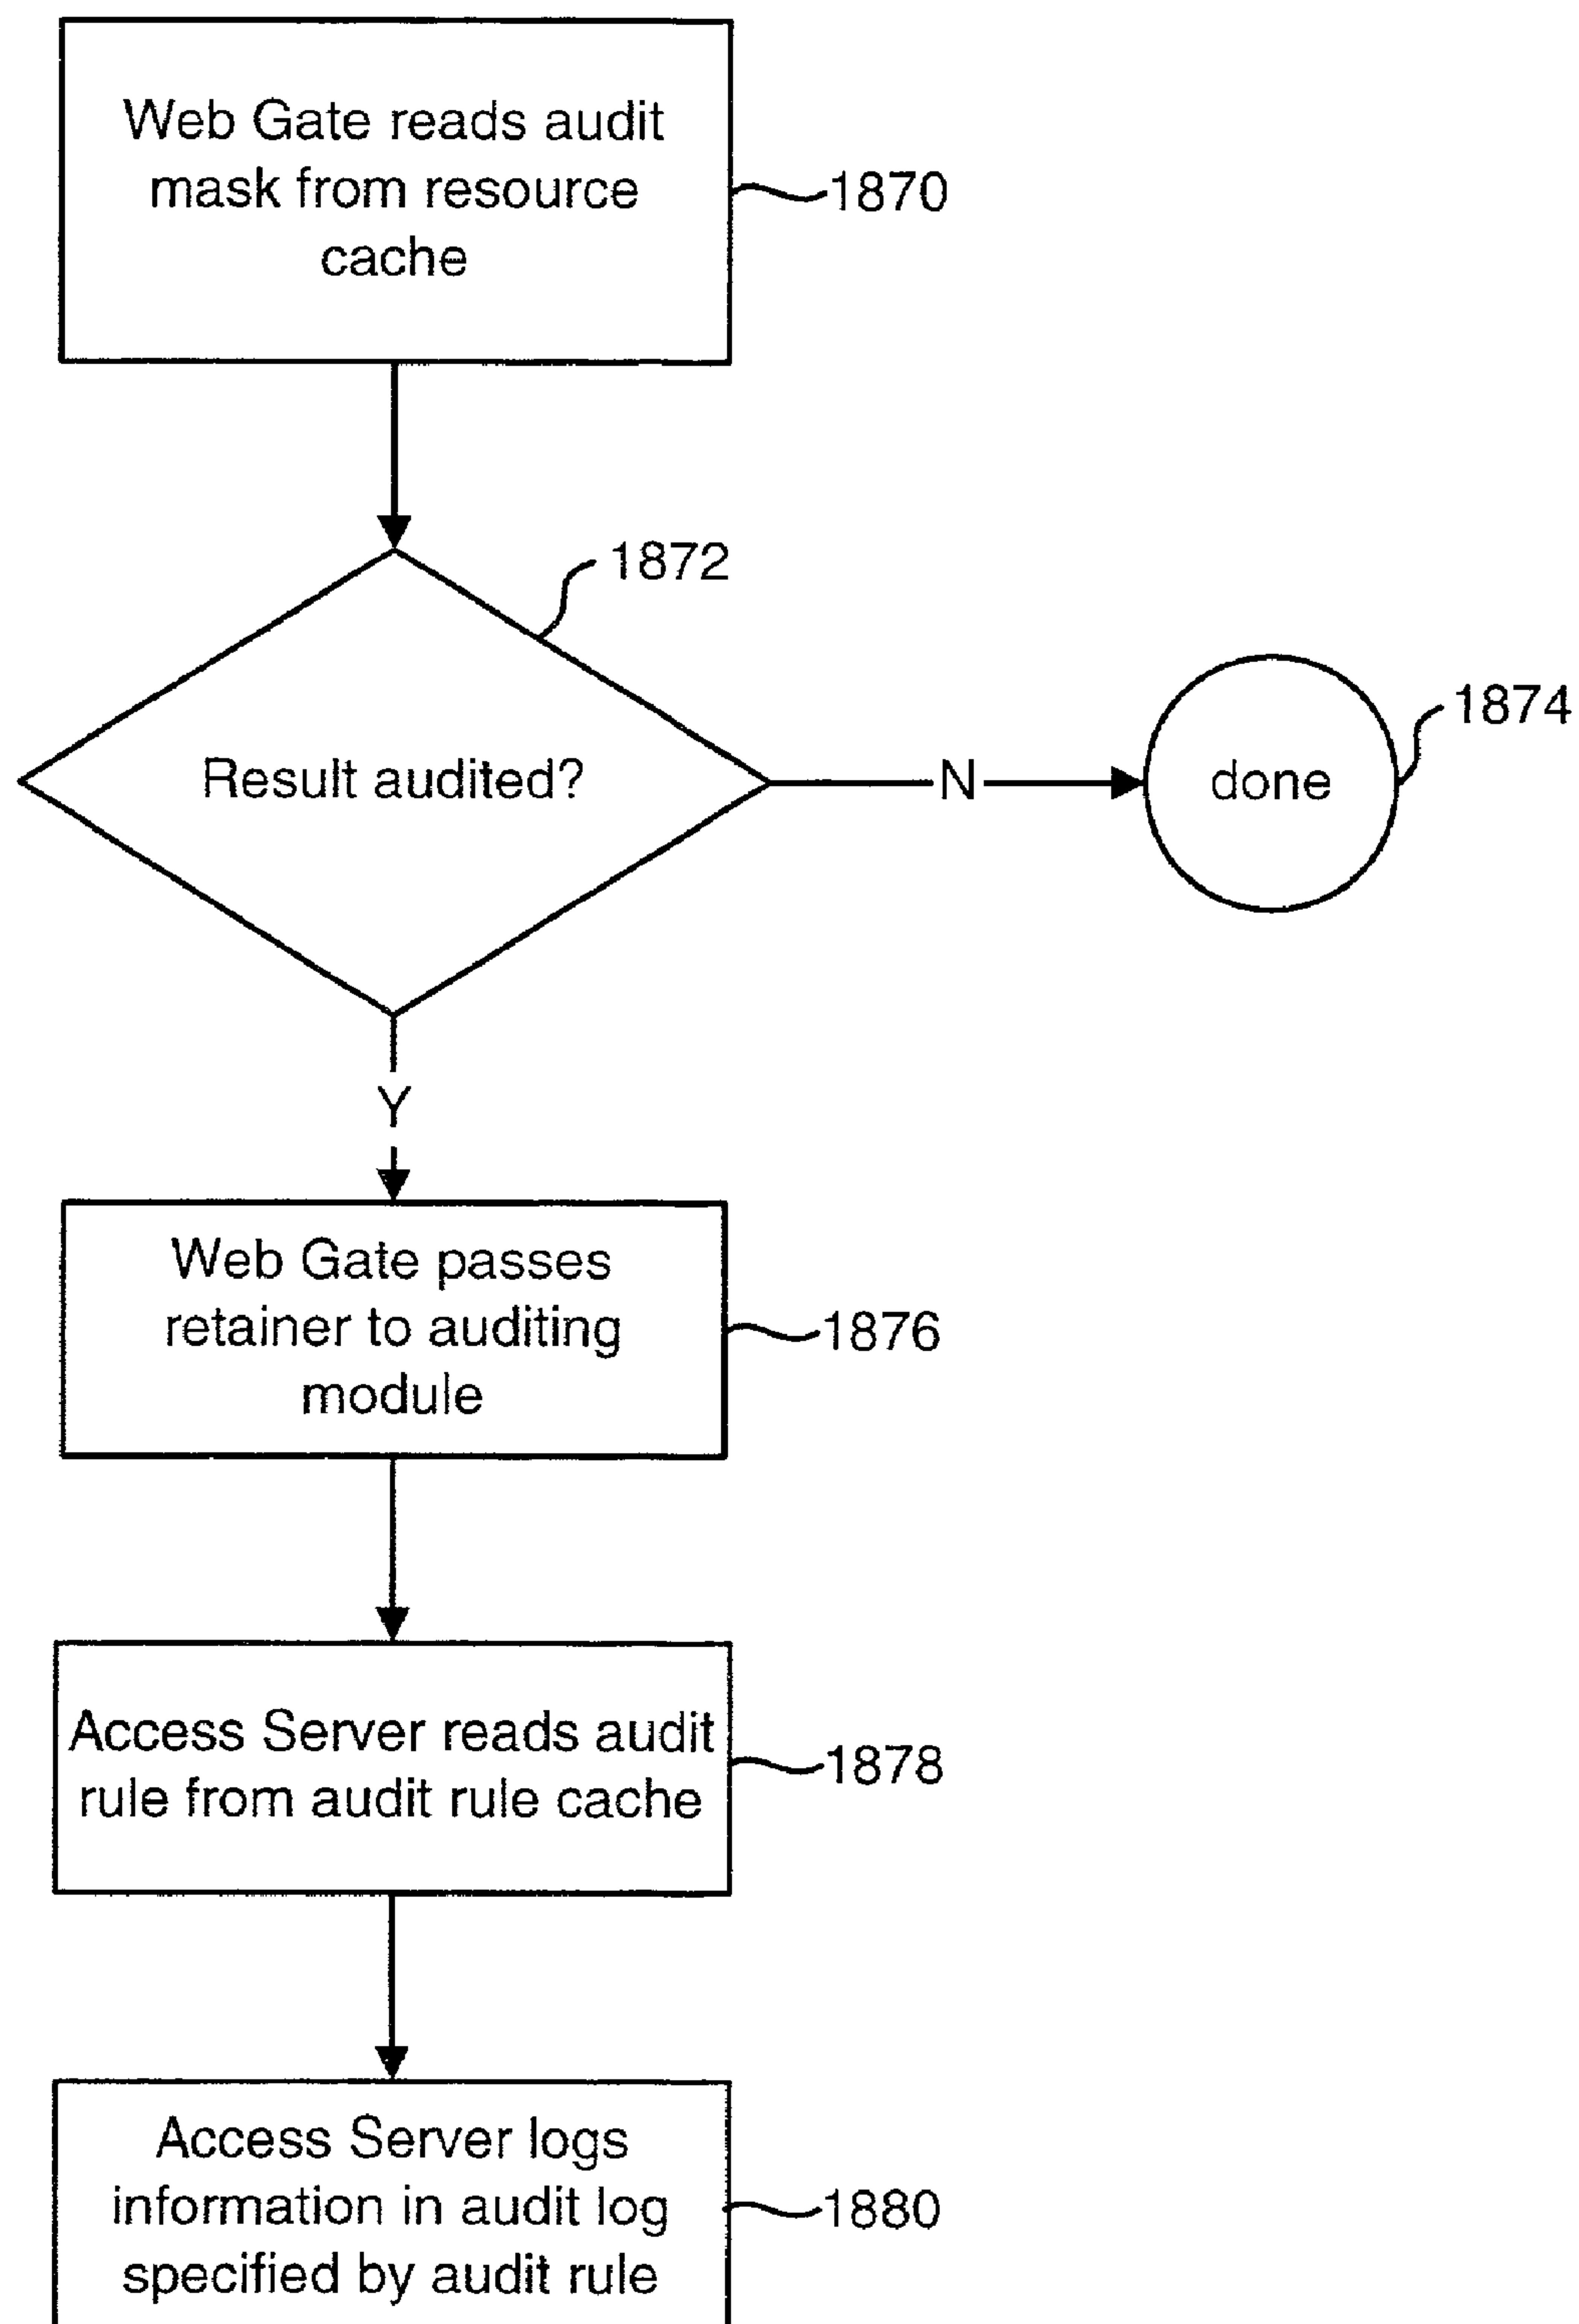 Web Gate reads audit
mask from resource
cache
1870
1872
Result audited?
N
done
1874
Y
Web Gate passes
retainer to auditing
module
1876
Access Server reads audit
rule from audit rule cache
1878
Access Server logs
information in audit log
specified by audit rule
1880